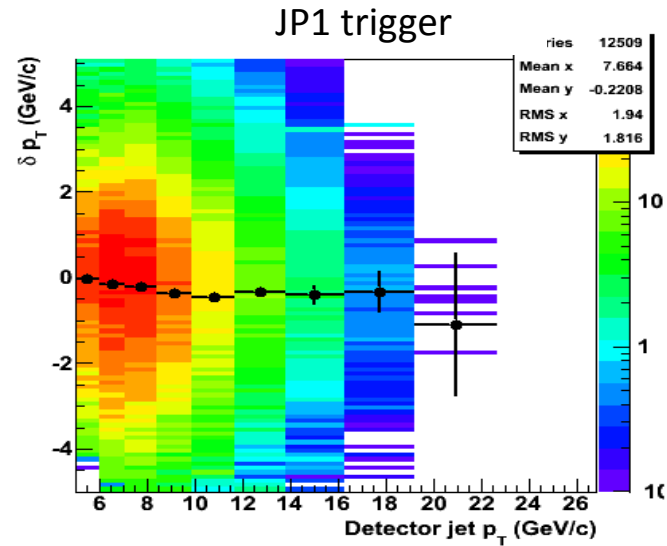 JP1 trigger
ries 12509
Mean x 7.664
Mean y -0.2208
RMS x 1.94
RMS y 1.816
δ p_T (GeV/c)
4
2
0
-2
-4
6 8 10 12 14 16 18 20 22 24 26
Detector jet p_T (GeV/c)
10
1
10